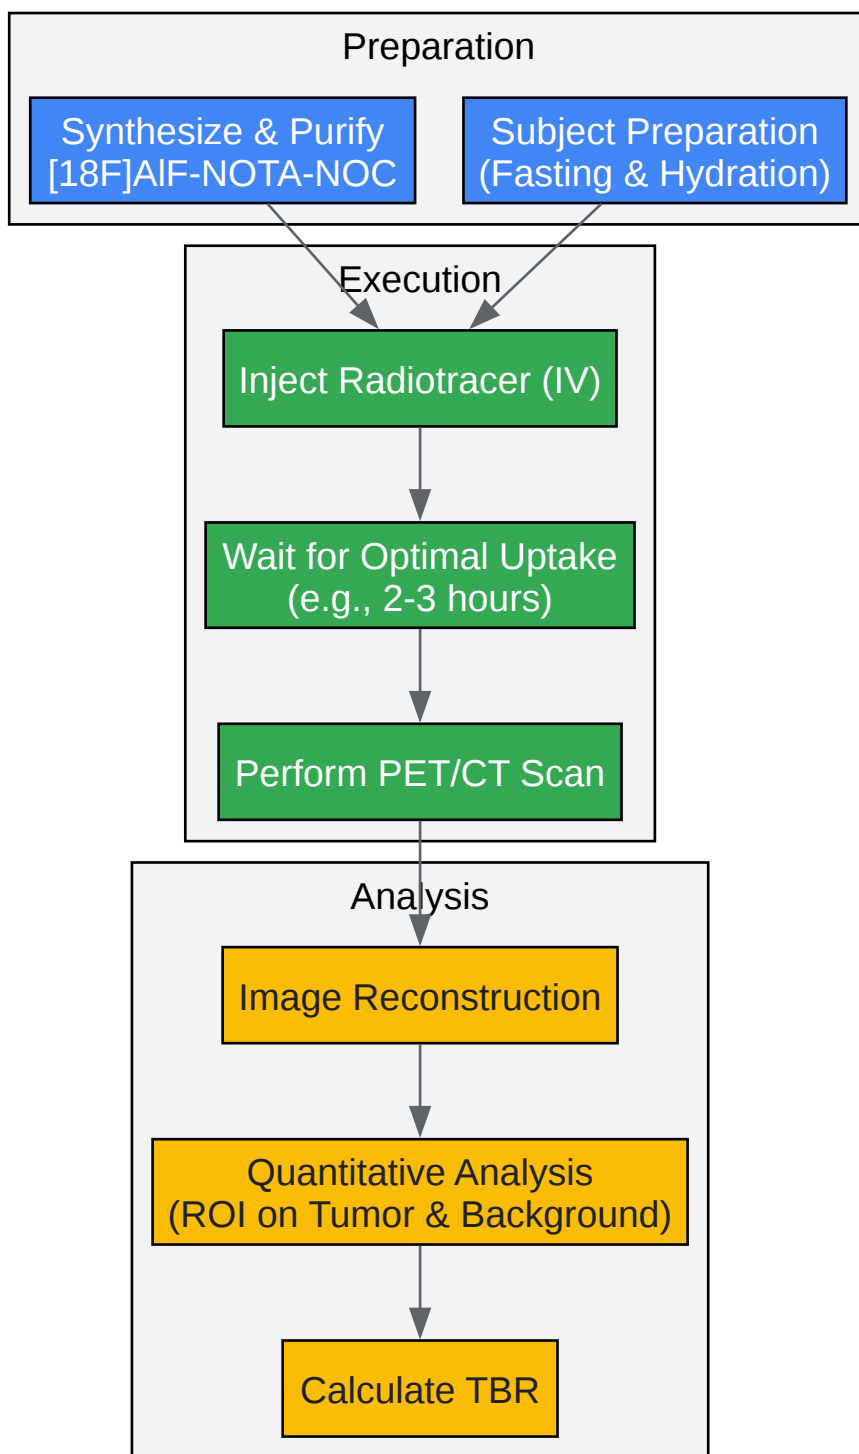 Preparation
Synthesize & Purify
[18F]AlF-NOTA-NOC
Subject Preparation
(Fasting & Hydration)
Execution
Inject Radiotracer (IV)
Wait for Optimal Uptake
(e.g., 2-3 hours)
Perform PET/CT Scan
Analysis
Image Reconstruction
Quantitative Analysis
(ROI on Tumor & Background)
Calculate TBR